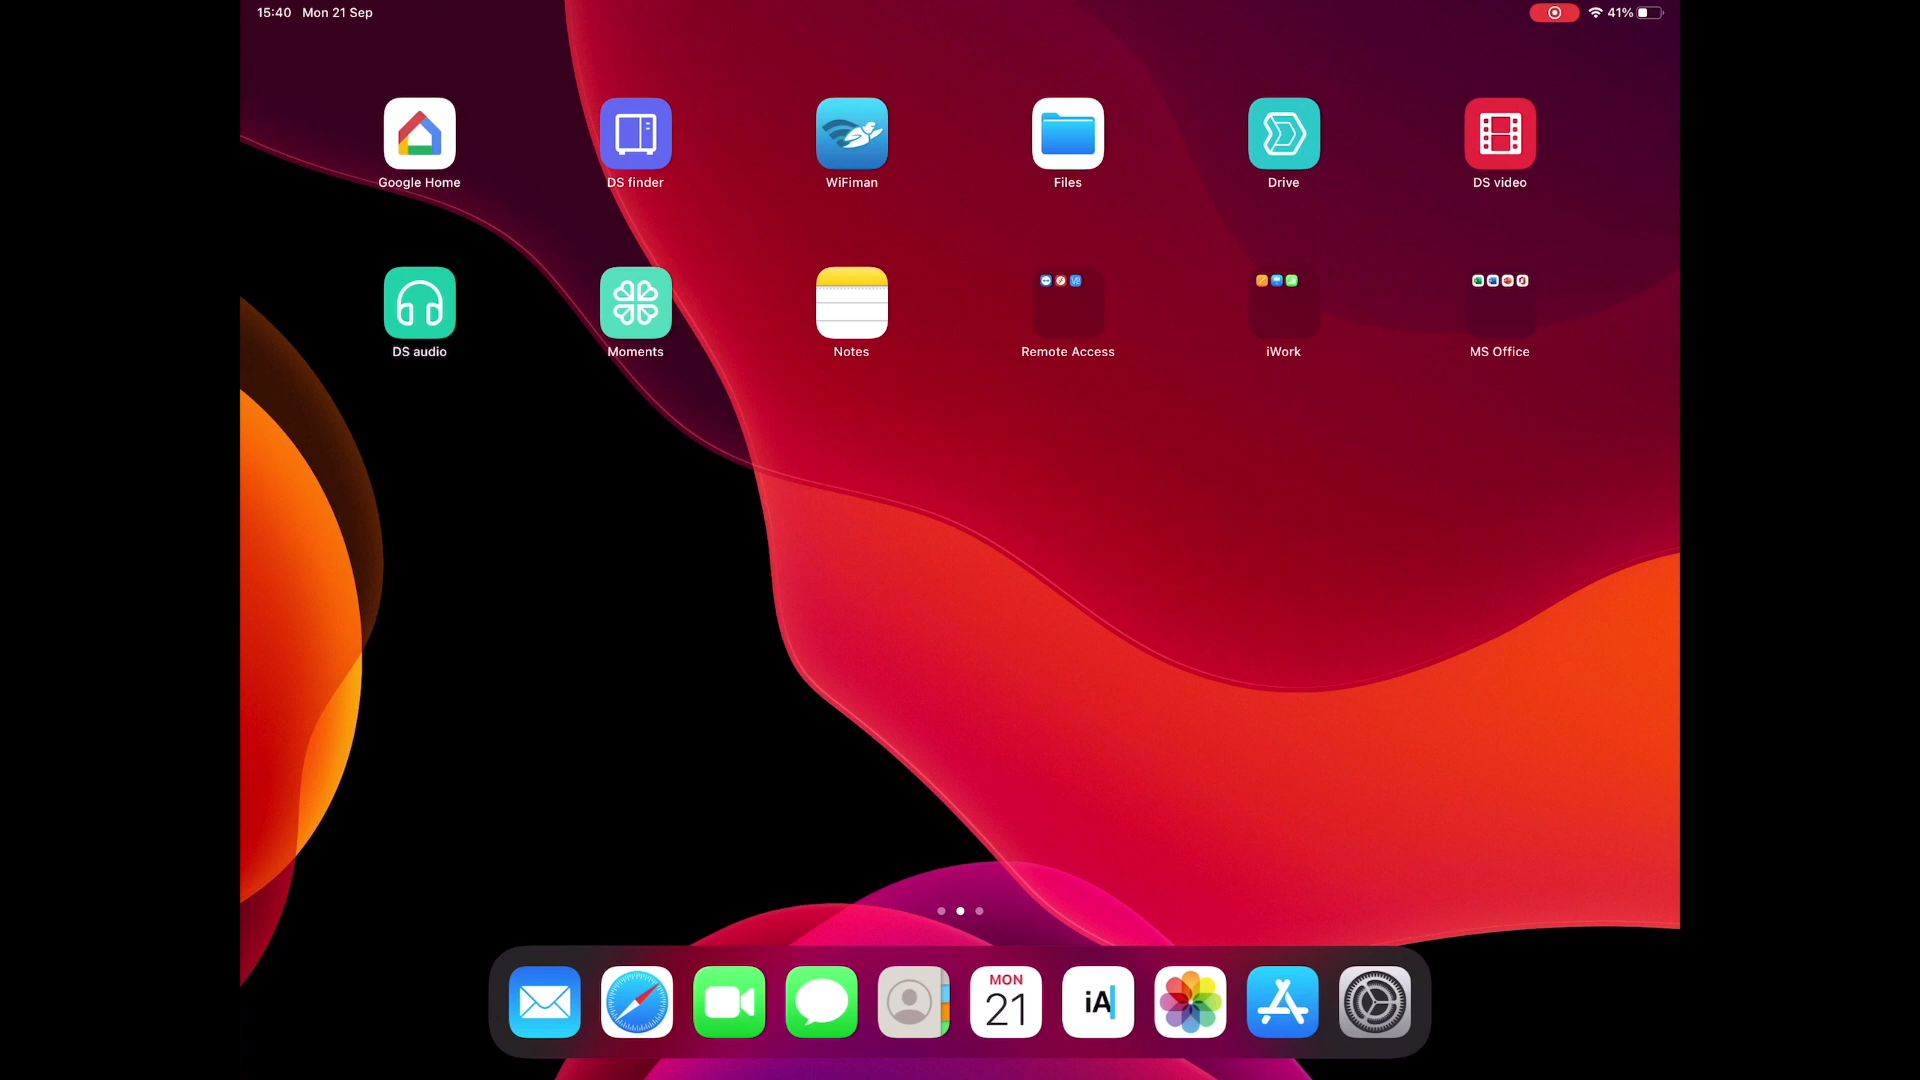 15:40 Mon 21 Sep
41%
Google Home
DS finder
WiFiman
Files
Drive
DS video
DS audio
Moments
Notes
Remote Access
iWork
MS Office
MON
21
iA